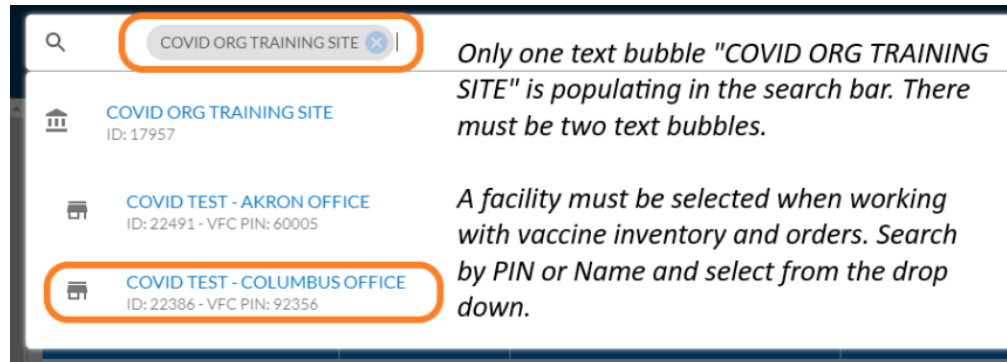 COVID ORG TRAINING SITE
COVID ORG TRAINING SITE
ID: 17957
COVID TEST - AKRON OFFICE
ID: 22491 - VFC PIN: 60005
COVID TEST - COLUMBUS OFFICE
ID: 22386 - VFC PIN: 92356
Only one text bubble "COVID ORG TRAINING
SITE" is populating in the search bar. There
must be two text bubbles.
A facility must be selected when working
with vaccine inventory and orders. Search
by PIN or Name and select from the drop
down.